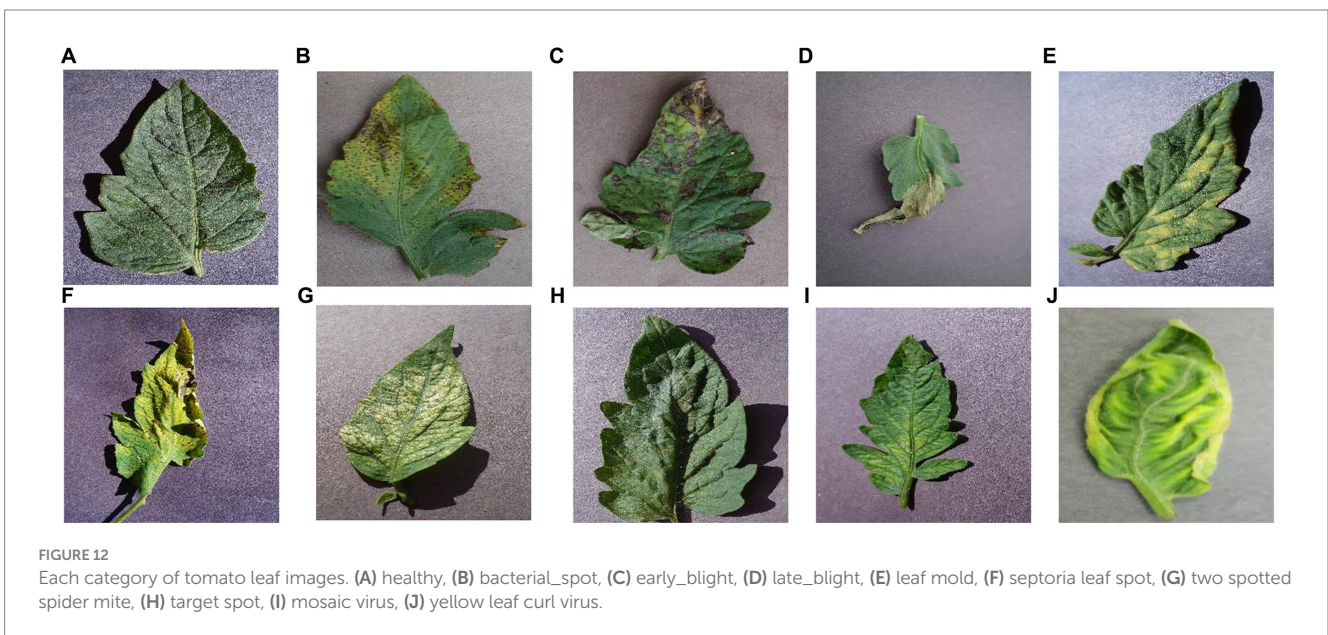 A B C D E
F G H I J
FIGURE 12
Each category of tomato leaf images. (A) healthy, (B) bacterial_spot, (C) early_blight, (D) late_blight, (E) leaf mold, (F) septoria leaf spot, (G) two spotted
spider mite, (H) target spot, (I) mosaic virus, (J) yellow leaf curl virus.